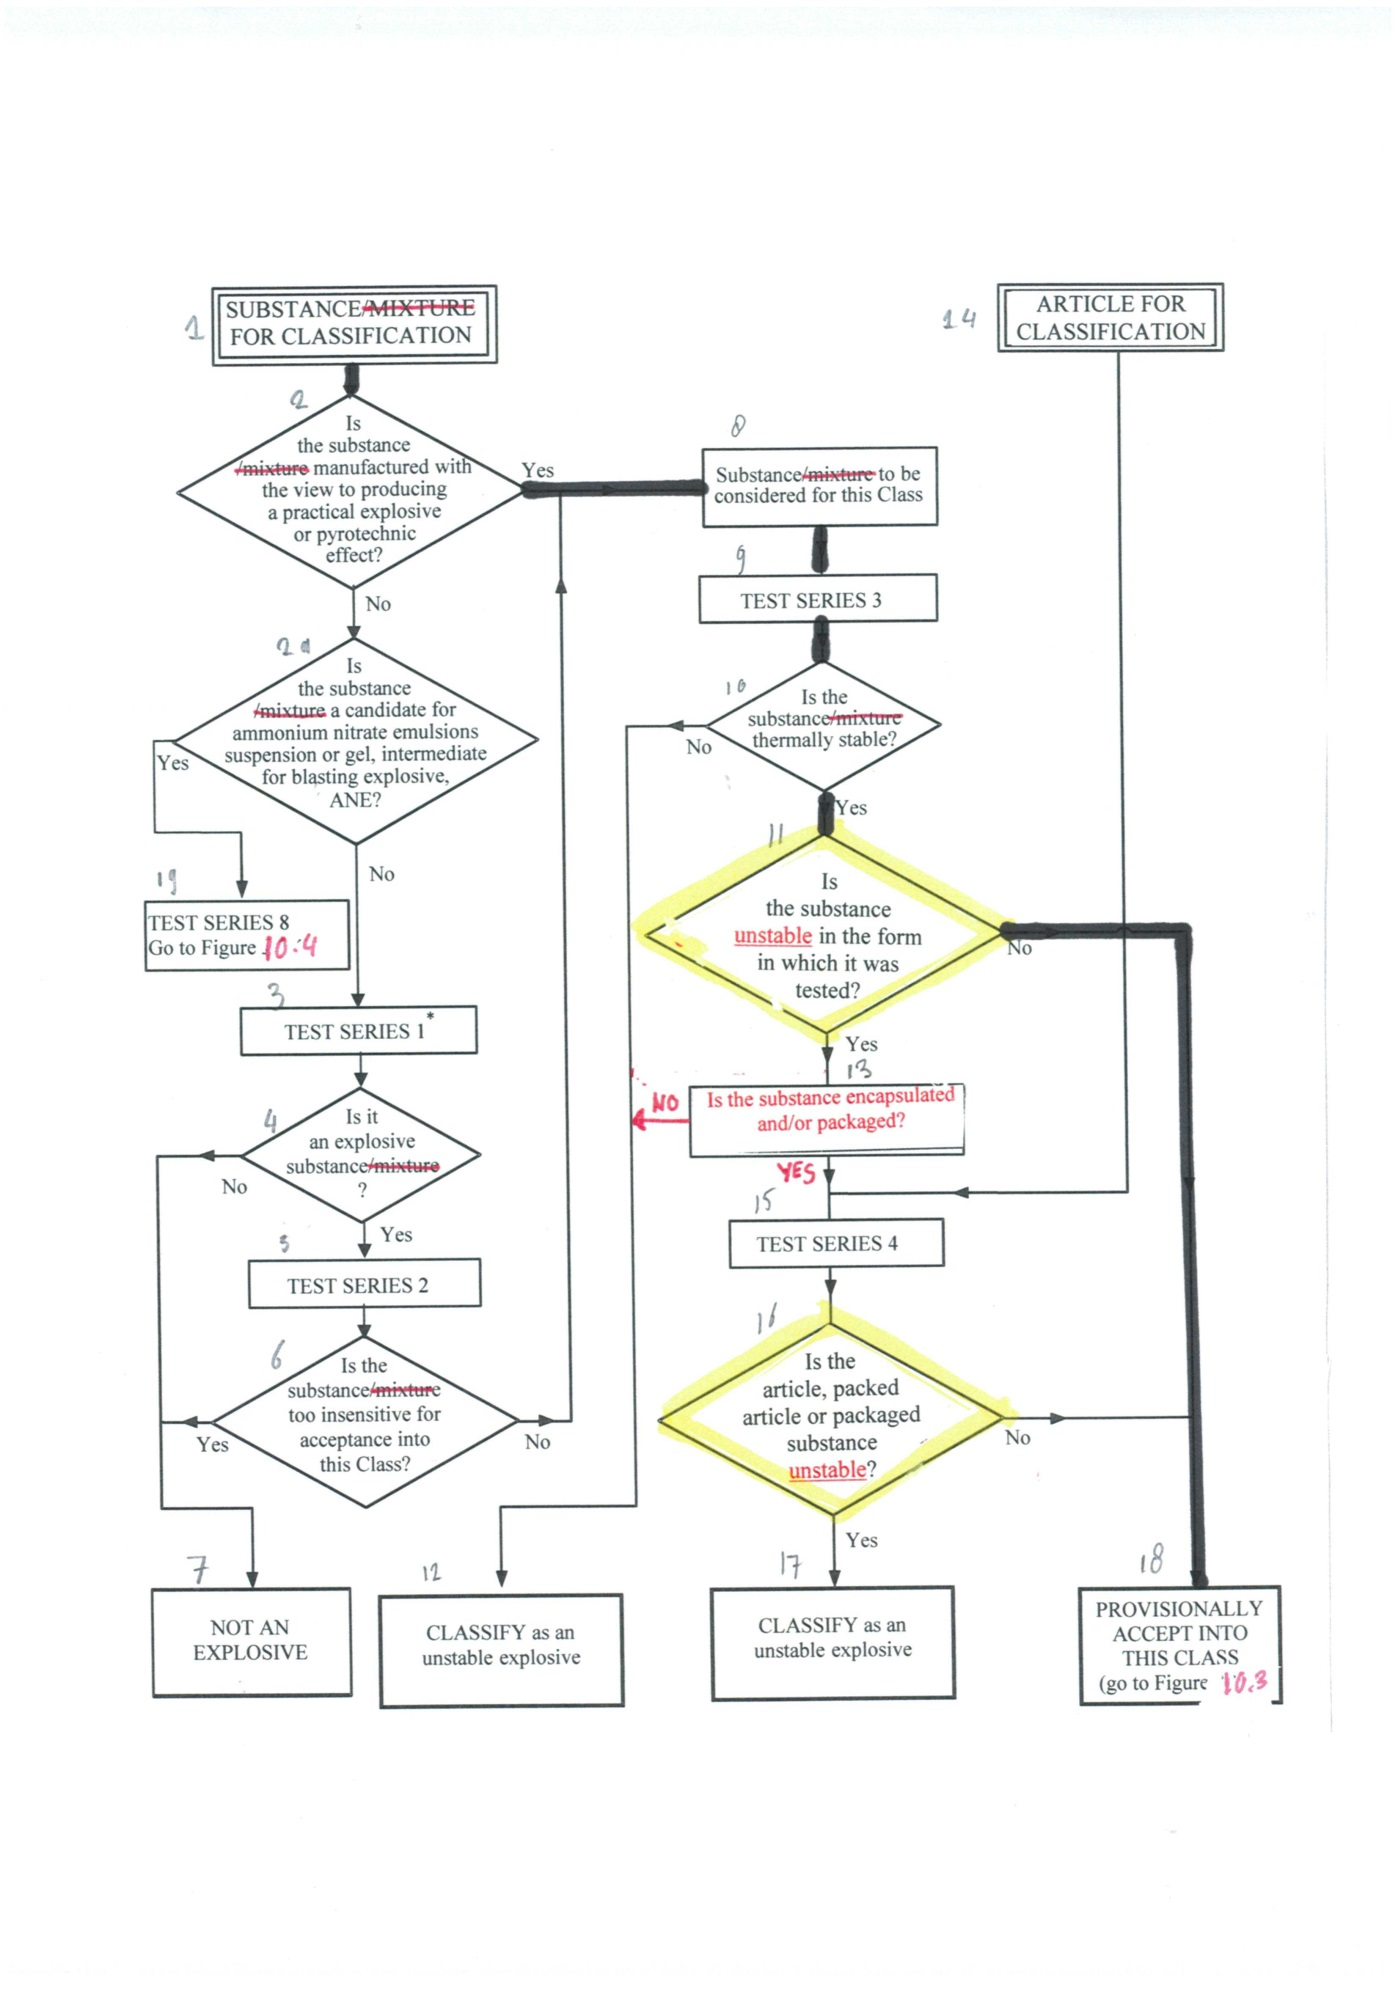 1
SUBSTANCE/MIXTURE
FOR CLASSIFICATION
2
Is
the substance
/mixture manufactured with
the view to producing
a practical explosive
or pyrotechnic
effect?
Yes
No
2a
Is
the substance
/mixture a candidate for
ammonium nitrate emulsions
suspension or gel, intermediate
for blasting explosive,
ANE?
Yes
No
19
TEST SERIES 8
Go to Figure 10.4
3
TEST SERIES 1*
4
Is it
an explosive
substance/mixture
?
No
Yes
5
TEST SERIES 2
6
Is the
substance/mixture
too insensitive for
acceptance into
this Class?
Yes
No
7
NOT AN
EXPLOSIVE
8
Substance/mixture to be
considered for this Class
9
TEST SERIES 3
10
Is the
substance/mixture
thermally stable?
No
Yes
11
Is
the substance
unstable in the form
in which it was
tested?
No
Yes
13
Is the substance encapsulated
and/or packaged?
NO
YES
12
CLASSIFY as an
unstable explosive
14
ARTICLE FOR
CLASSIFICATION
15
TEST SERIES 4
16
Is the
article, packed
article or packaged
substance
unstable?
No
Yes
17
CLASSIFY as an
unstable explosive
18
PROVISIONALLY
ACCEPT INTO
THIS CLASS
(go to Figure 10.3